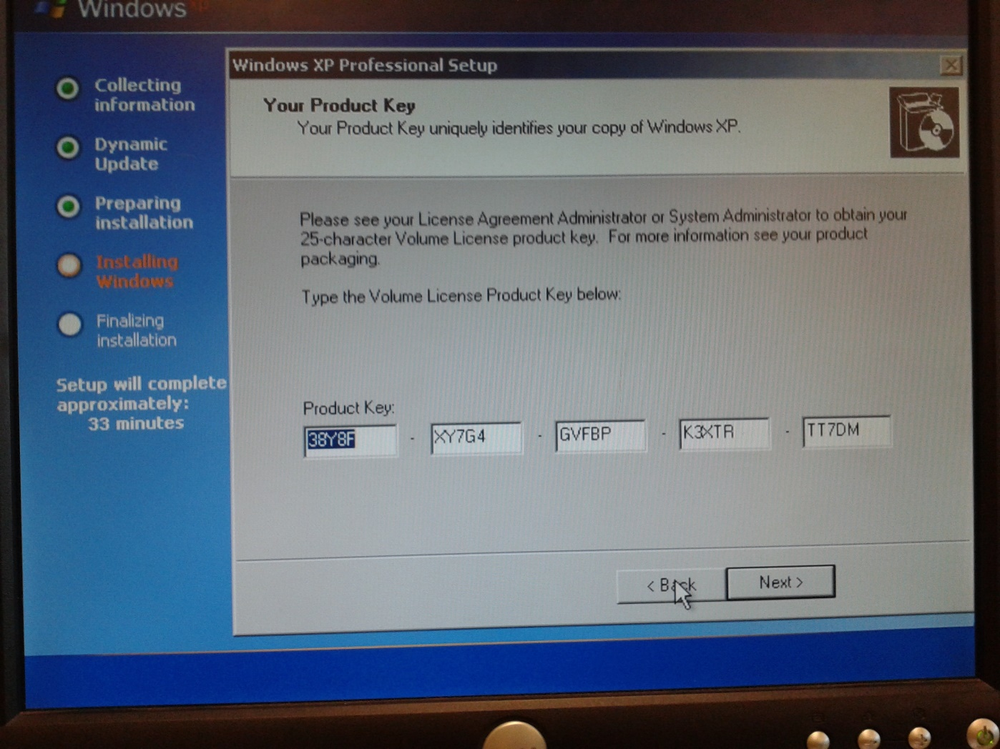 Windows xp
Collecting
information
Dynamic
Update
Preparing
installation
Installing
Windows
Finalizing
installation
Setup will complete
approximately:
33 minutes
Windows XP Professional Setup
Your Product Key
Your Product Key uniquely identifies your copy of Windows XP.
Please see your License Agreement Administrator or System Administrator to obtain your
25-character Volume License product key. For more information see your product
packaging.
Type the Volume License Product Key below:
Product Key:
38Y8F - XY7G4 - GVFBP - K3XTR - TT7DM
< Back Next >